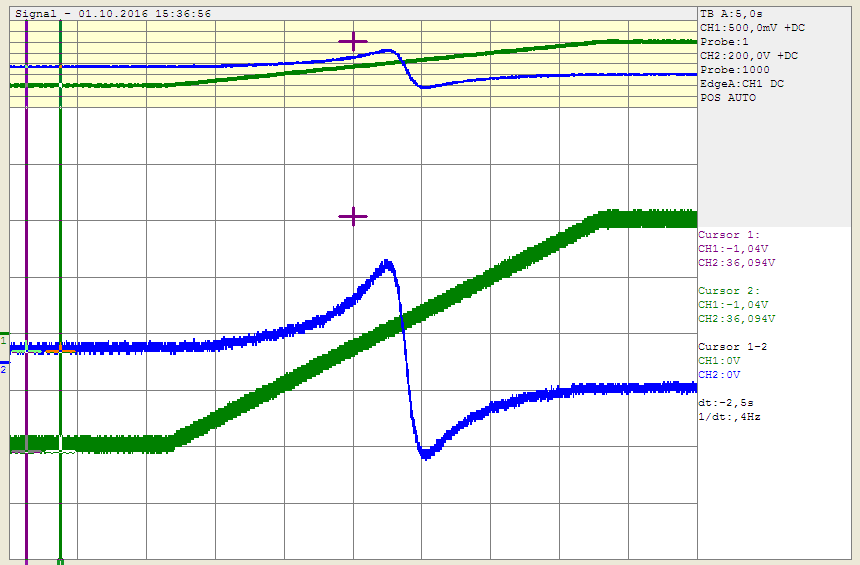 Signal - 01.10.2016 15:36:56
TB A:5,0s
CH1:500,0mV +DC
Probe:1
CH2:200,0V +DC
Probe:1000
EdgeA:CH1 DC
POS AUTO
Cursor 1:
CH1:-1,04V
CH2:36,094V
Cursor 2:
CH1:-1,04V
CH2:36,094V
Cursor 1-2
CH1:0V
CH2:0V
dt:-2,5s
1/dt:,4Hz
1
2